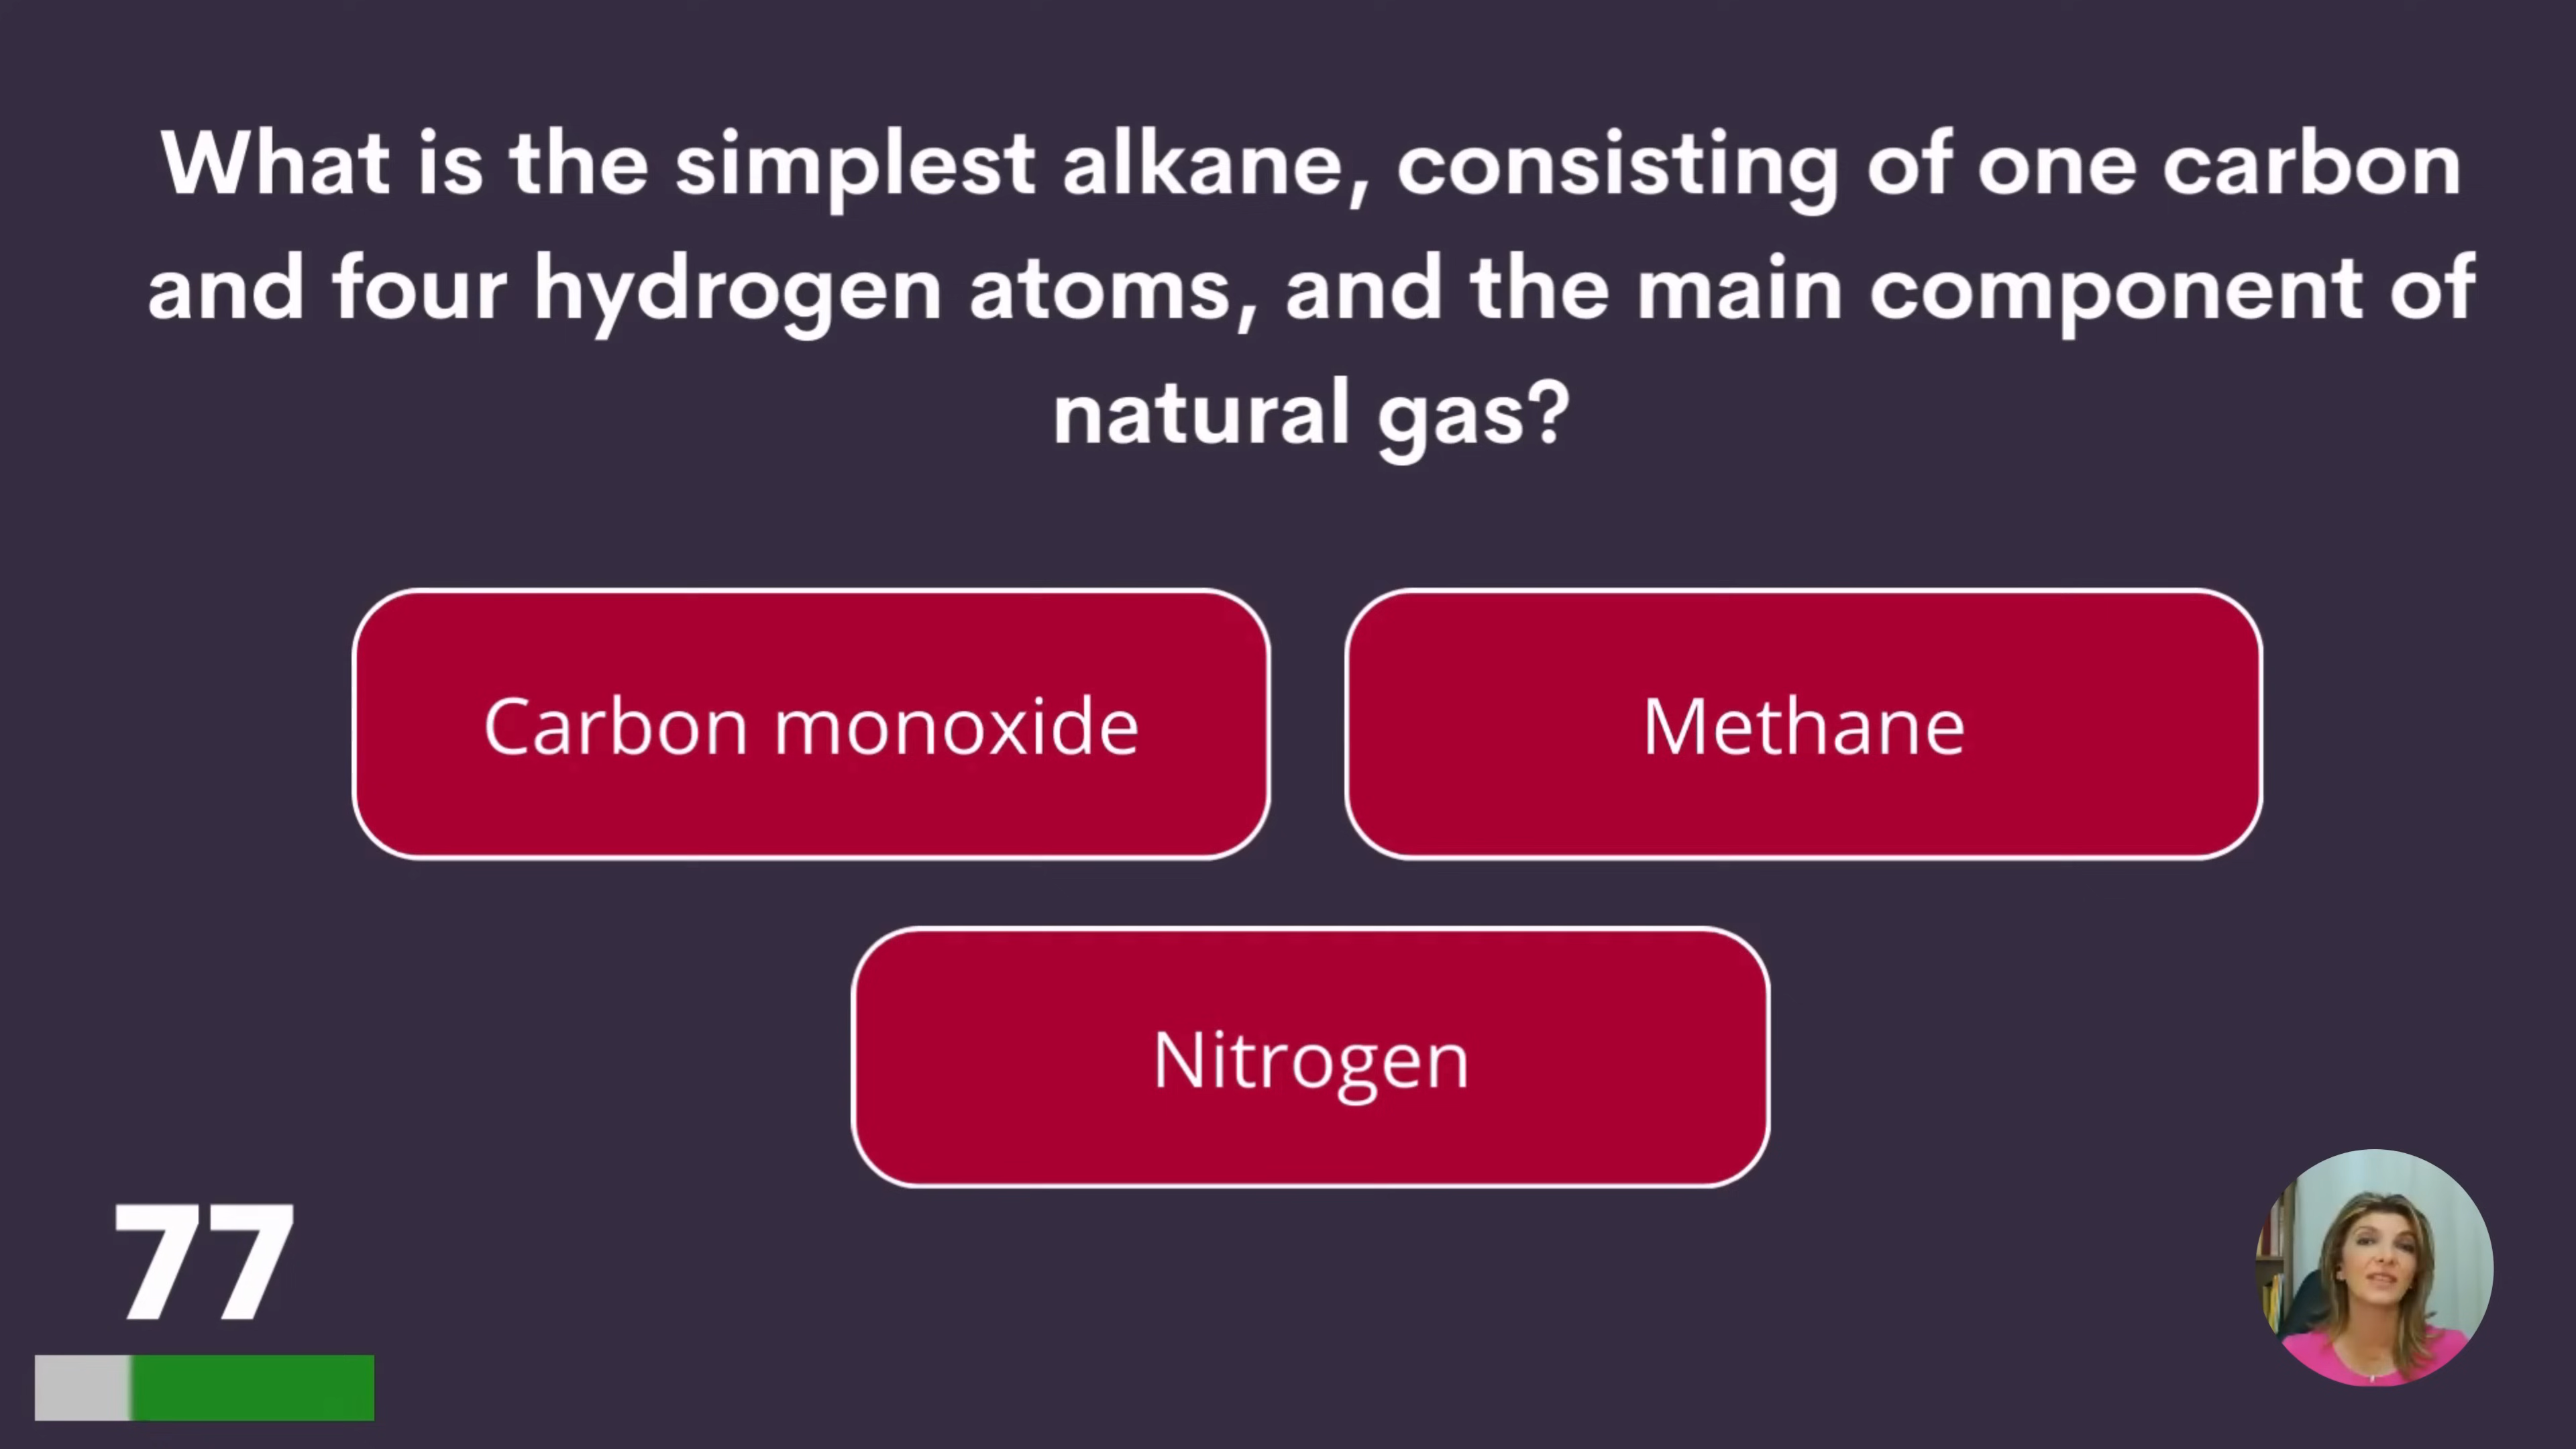 What is the simplest alkane, consisting of one carbon
and four hydrogen atoms, and the main component of
natural gas?
Carbon monoxide
Methane
Nitrogen
77